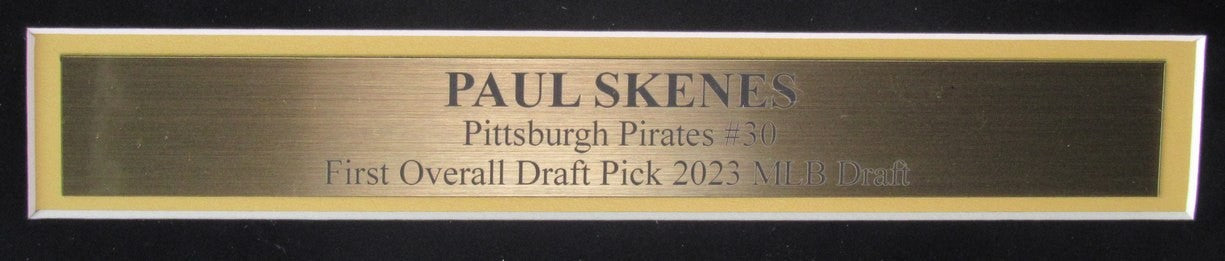 PAUL SKENES
Pittsburgh Pirates #30
First Overall Draft Pick 2023 MLB Draft